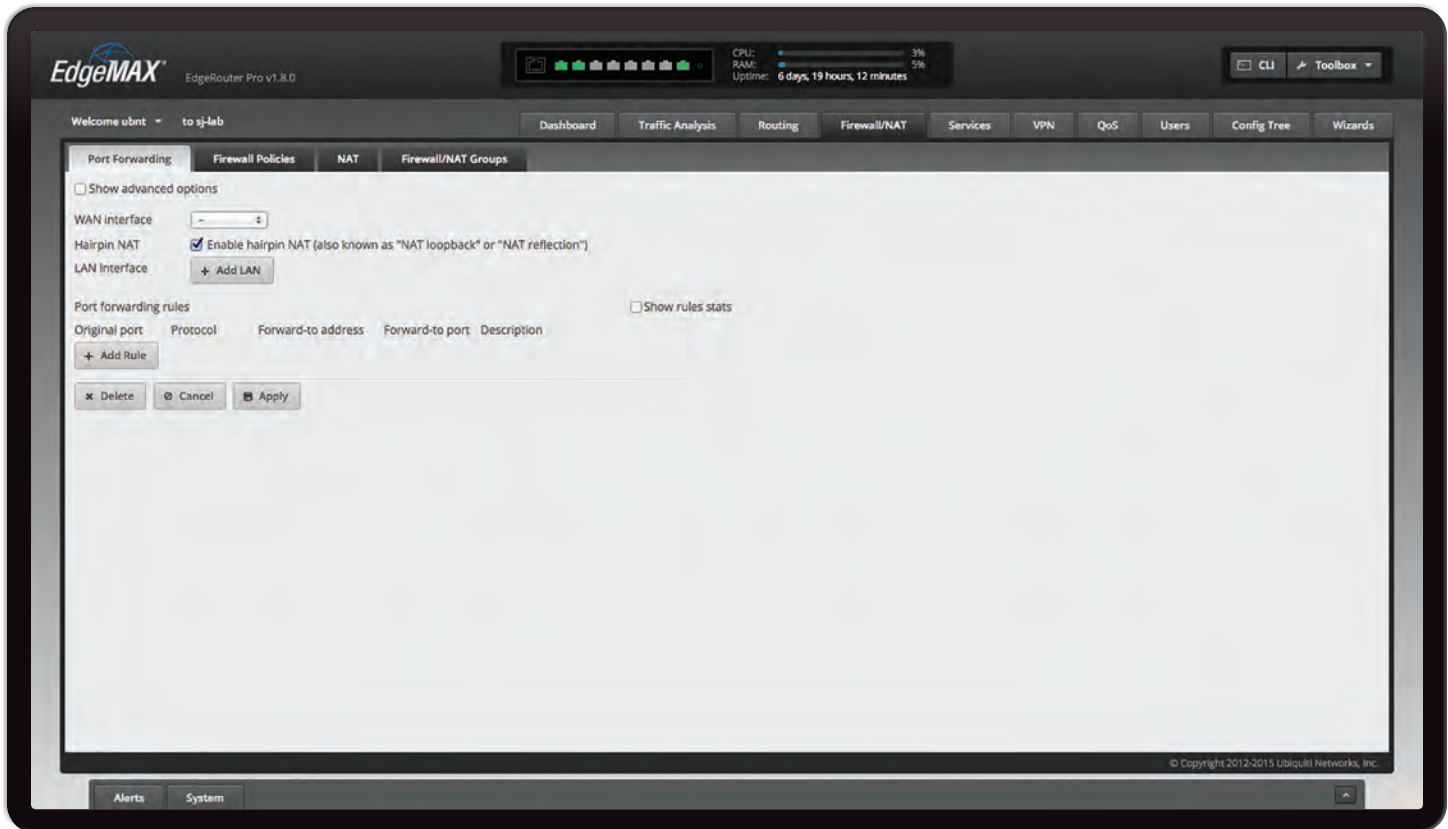 EdgeMAX® EdgeRouter Pro v1.8.0
CPU: 3%
RAM: 5%
Uptime: 6 days, 19 hours, 12 minutes
CLI Toolbox
Welcome ubnt to sj-lab
Dashboard Traffic Analysis Routing Firewall/NAT Services VPN QoS Users Config Tree Wizards
Port Forwarding Firewall Policies NAT Firewall/NAT Groups
Show advanced options
WAN interface -
Hairpin NAT Enable hairpin NAT (also known as "NAT loopback" or "NAT reflection")
LAN Interface + Add LAN
Port forwarding rules Show rules stats
Original port Protocol Forward-to address Forward-to port Description
+ Add Rule
Delete Cancel Apply
© Copyright 2012-2015 Ubiquiti Networks, Inc.
Alerts System